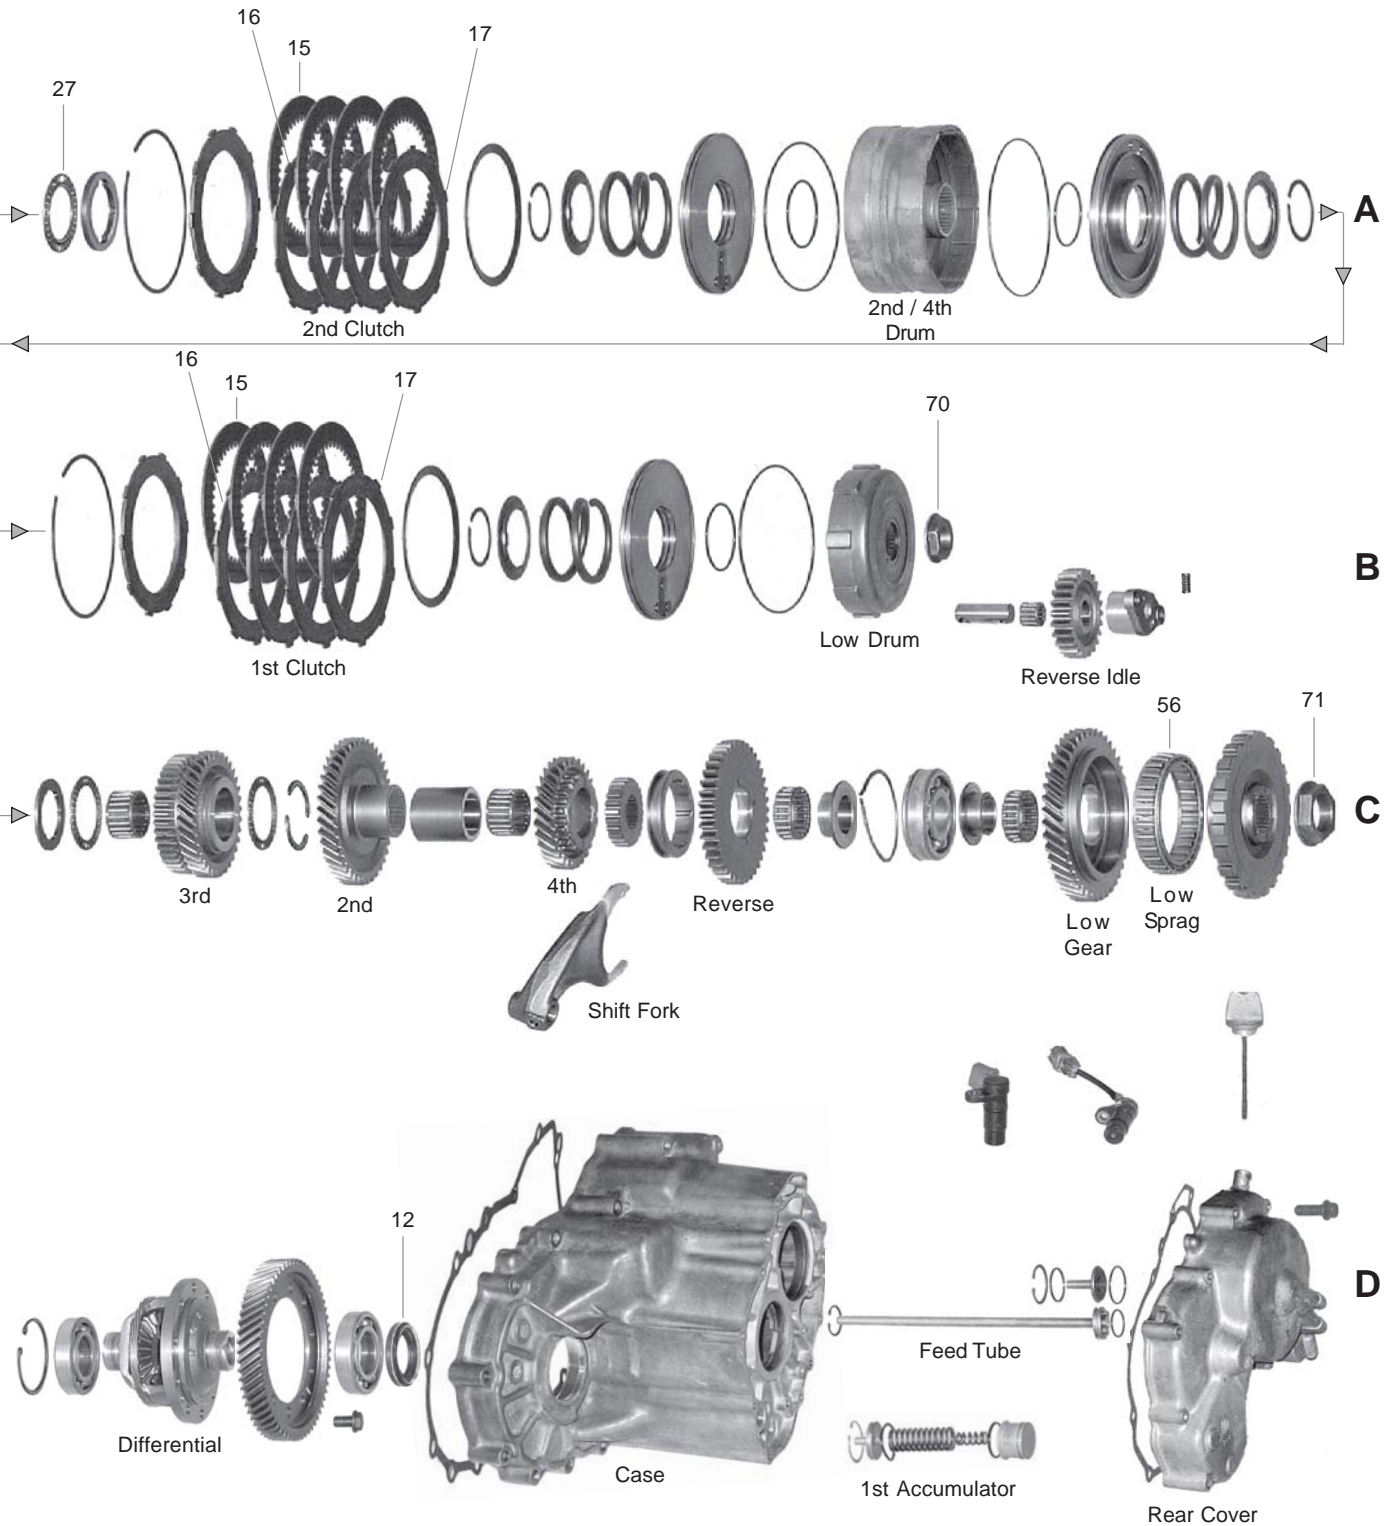 16
15
17
27
A
2nd Clutch
2nd / 4th
Drum
16
15
17
70
B
Low Drum
1st Clutch
Reverse Idle
56
71
C
3rd
2nd
4th
Reverse
Low
Gear
Low
Sprag
Shift Fork
12
D
Feed Tube
Differential
Case
1st Accumulator
Rear Cover